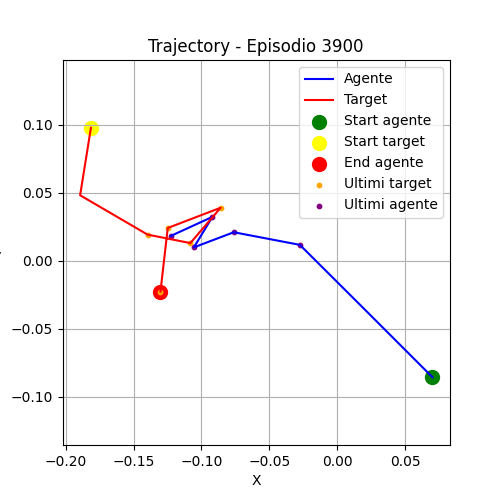 Trajectory - Episodio 3900
Agente
Target
Start agente
Start target
End agente
Ultimi target
Ultimi agente
0.10
0.05
0.00
−0.05
−0.10
−0.20
−0.15
−0.10
−0.05
0.00
0.05
X